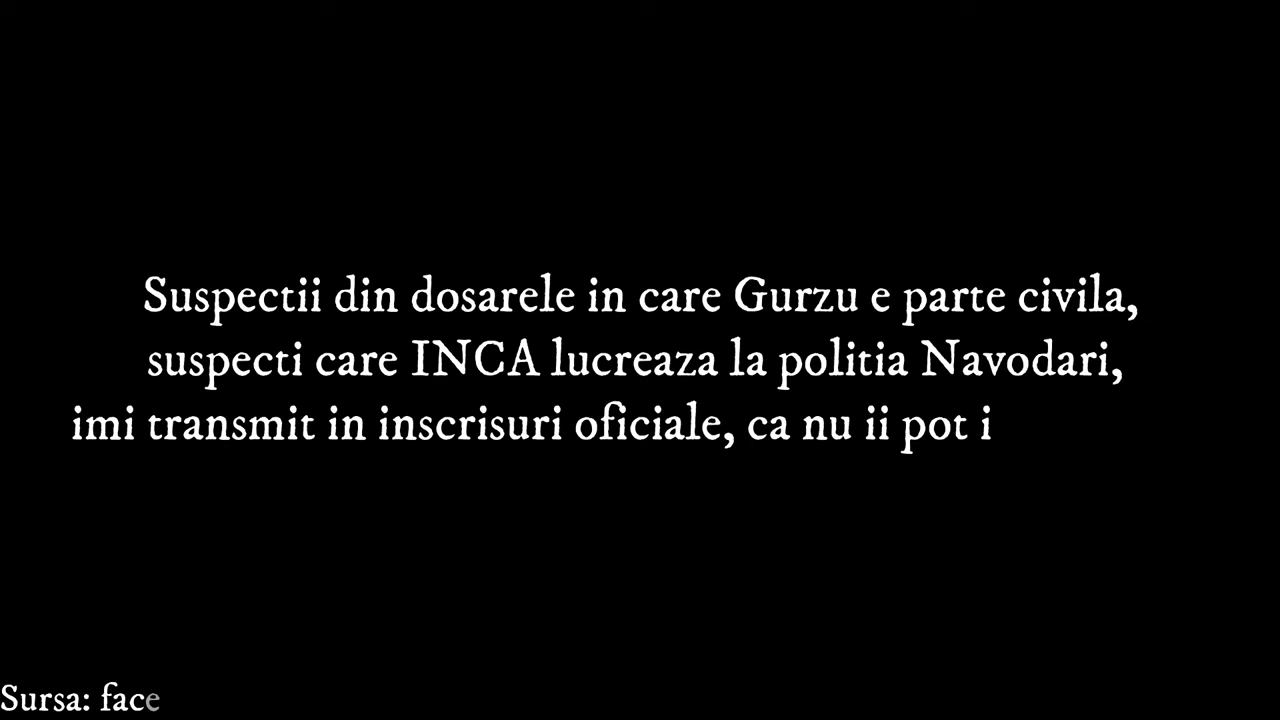 Suspectii din dosarele in care Gurzu e parte civila,
suspecti care INCA lucreaza la politia Navodari,
imi transmit in inscrisuri oficiale, ca nu ii pot i
Sursa: face